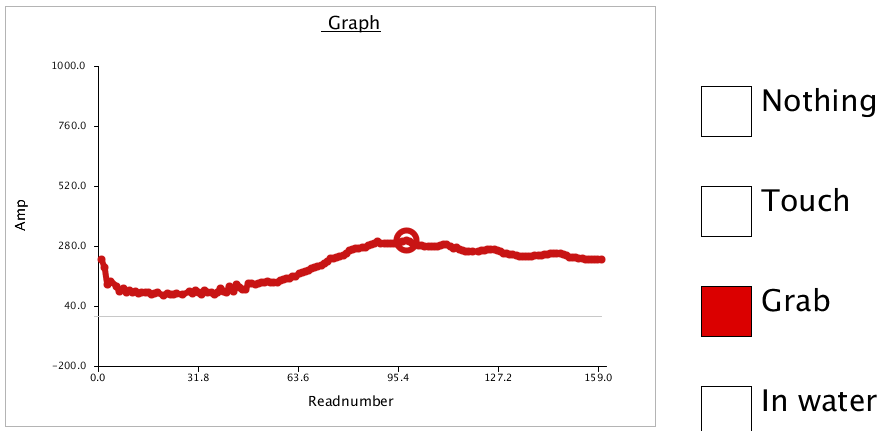 Graph
1000.0
760.0
520.0
280.0
40.0
-200.0
Amp
0.0 31.8 63.6 95.4 127.2 159.0
Readnumber
Nothing
Touch
Grab
In water